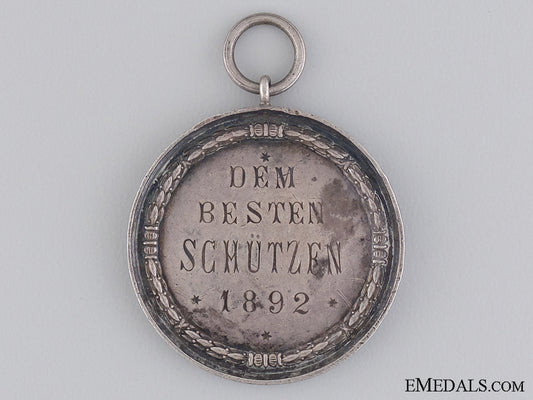 DEM
BESTEN
SCHÜTZEN
* 1892 *
EMEDALS.COM